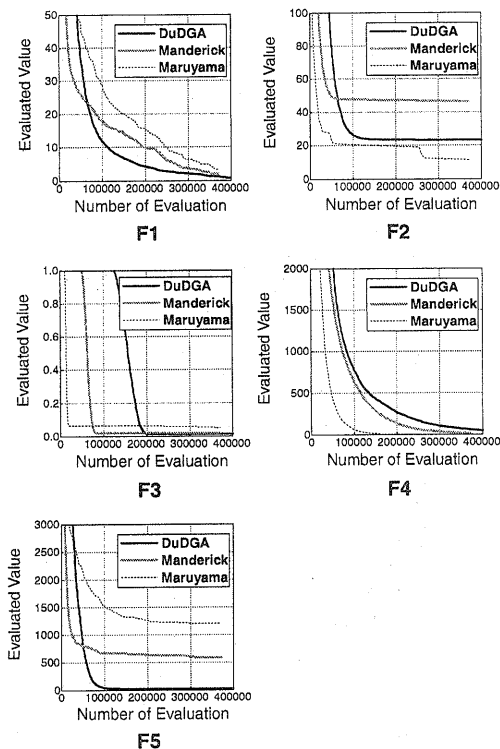 50
40
30
20
10
0
Evaluated Value
DuDGA
Manderick
Maruyama
0 100000 200000 300000 400000
Number of Evaluation
F1
100
80
60
40
20
0
Evaluated Value
DuDGA
Manderick
Maruyama
0 100000 200000 300000 400000
Number of Evaluation
F2
1.0
0.8
0.6
0.4
0.2
0.0
Evaluated Value
DuDGA
Manderick
Maruyama
0 100000 200000 300000 400000
Number of Evaluation
F3
2000
1500
1000
500
0
Evaluated Value
DuDGA
Manderick
Maruyama
0 100000 200000 300000 400000
Number of Evaluation
F4
3000
2500
2000
1500
1000
500
0
Evaluated Value
DuDGA
Manderick
Maruyama
0 100000 200000 300000 400000
Number of Evaluation
F5